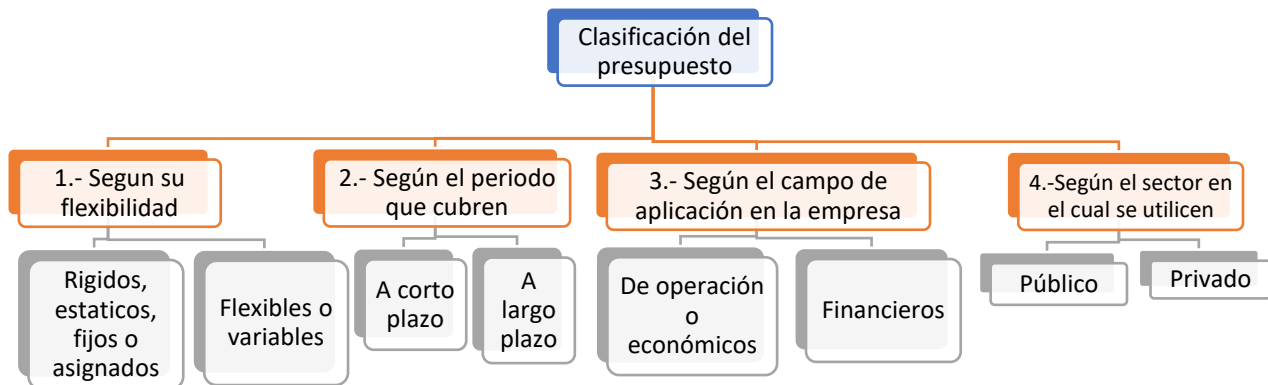 Clasificación del
presupuesto
1.- Segun su
flexibilidad
2.- Según el periodo
que cubren
3.- Según el campo de
aplicación en la empresa
4.-Según el sector en
el cual se utilicen
Rigidos,
estaticos,
fijos o
asignados
Flexibles o
variables
A corto
plazo
A
largo
plazo
De operación
o
económicos
Financieros
Público
Privado